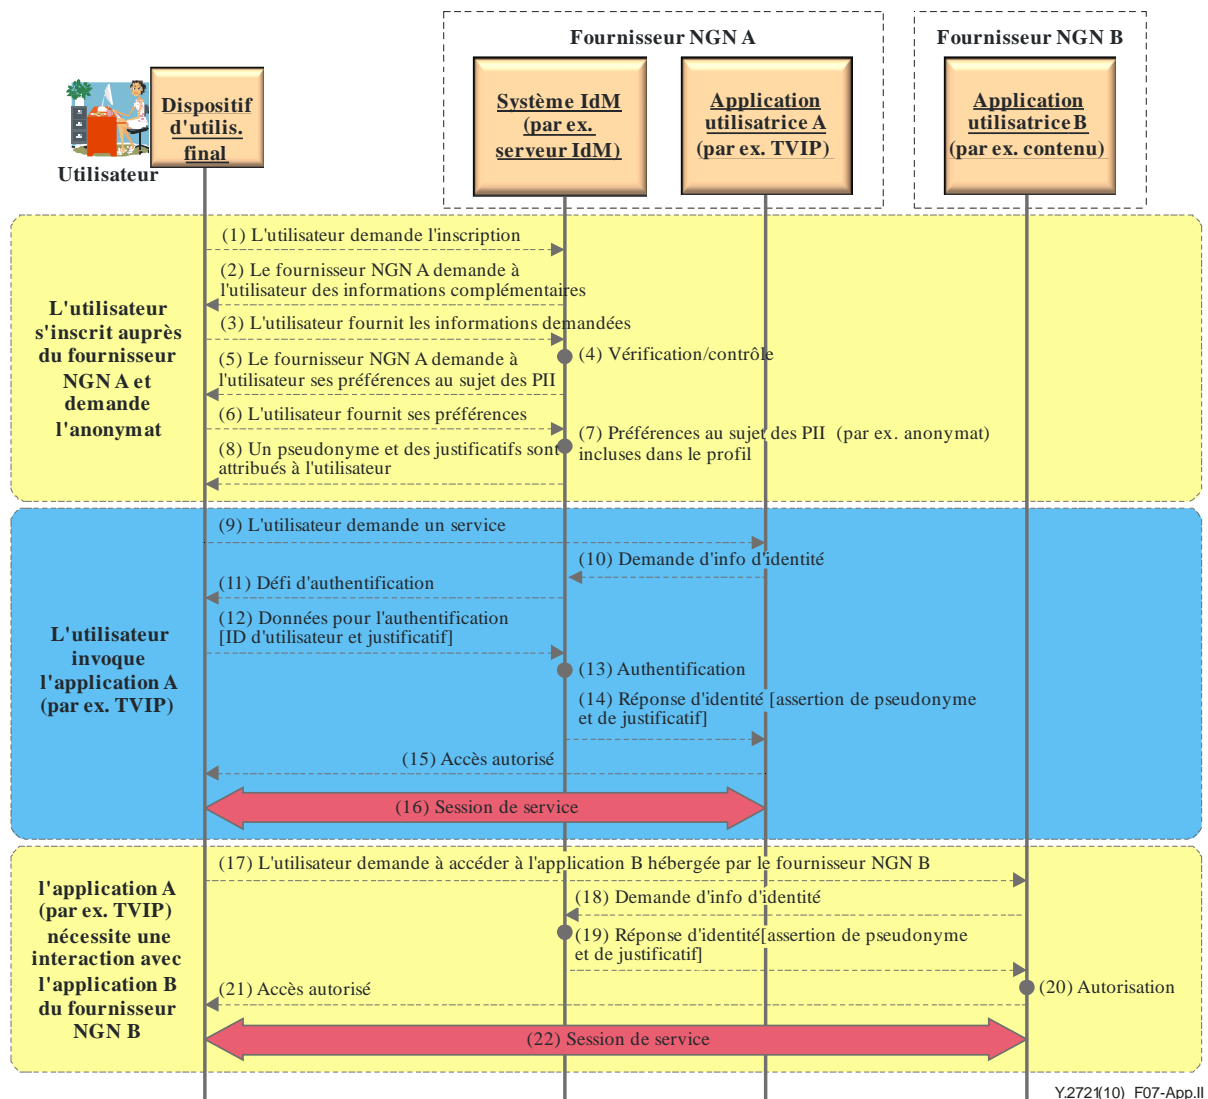 Fournisseur NGN A
Fournisseur NGN B
Utilisateur
Dispositif
d'utilis.
final
Système IdM
(par ex.
serveur IdM)
Application
utilisatrice A
(par ex. TVIP)
Application
utilisatrice B
(par ex. contenu)
L'utilisateur
s'inscrit auprès
du fournisseur
NGN A et
demande
l'anonymat
(1) L'utilisateur demande l'inscription
(2) Le fournisseur NGN A demande à
l'utilisateur des informations complémentaires
(3) L'utilisateur fournit les informations demandées
(4) Vérification/contrôle
(5) Le fournisseur NGN A demande à
l'utilisateur ses préférences au sujet des PII
(6) L'utilisateur fournit ses préférences
(7) Préférences au sujet des PII (par ex. anonymat)
incluses dans le profil
(8) Un pseudonyme et des justificatifs sont
attribués à l'utilisateur
L'utilisateur
invoque
l'application A
(par ex. TVIP)
(9) L'utilisateur demande un service
(10) Demande d'info d'identité
(11) Défi d'authentification
(12) Données pour l'authentification
[ID d'utilisateur et justificatif]
(13) Authentification
(14) Réponse d'identité [assertion de pseudonyme
et de justificatif]
(15) Accès autorisé
(16) Session de service
l'application A
(par ex. TVIP)
nécessite une
interaction avec
l'application B
du fournisseur
NGN B
(17) L'utilisateur demande à accéder à l'application B hébergée par le fournisseur NGN B
(18) Demande d'info d'identité
(19) Réponse d'identité[assertion de pseudonyme
et de justificatif]
(20) Autorisation
(21) Accès autorisé
(22) Session de service
Y.2721(10)_F07-App.II